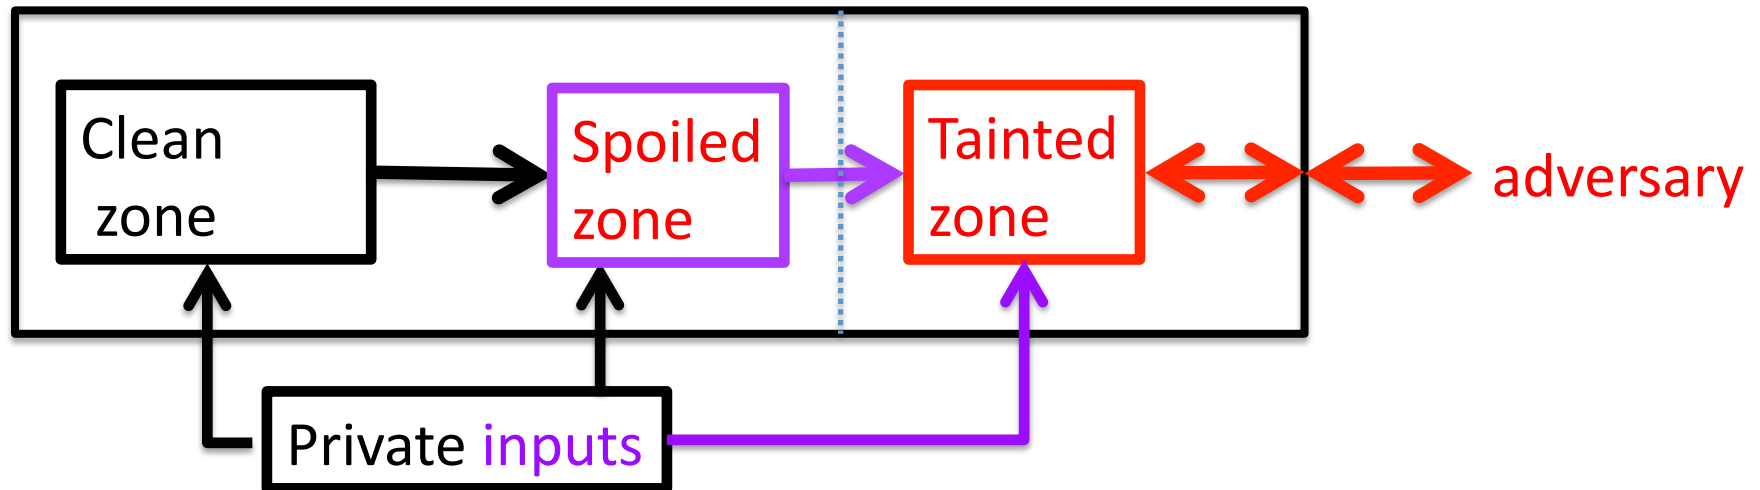 Clean
zone
Spoiled
zone
Tainted
zone
adversary
Private inputs